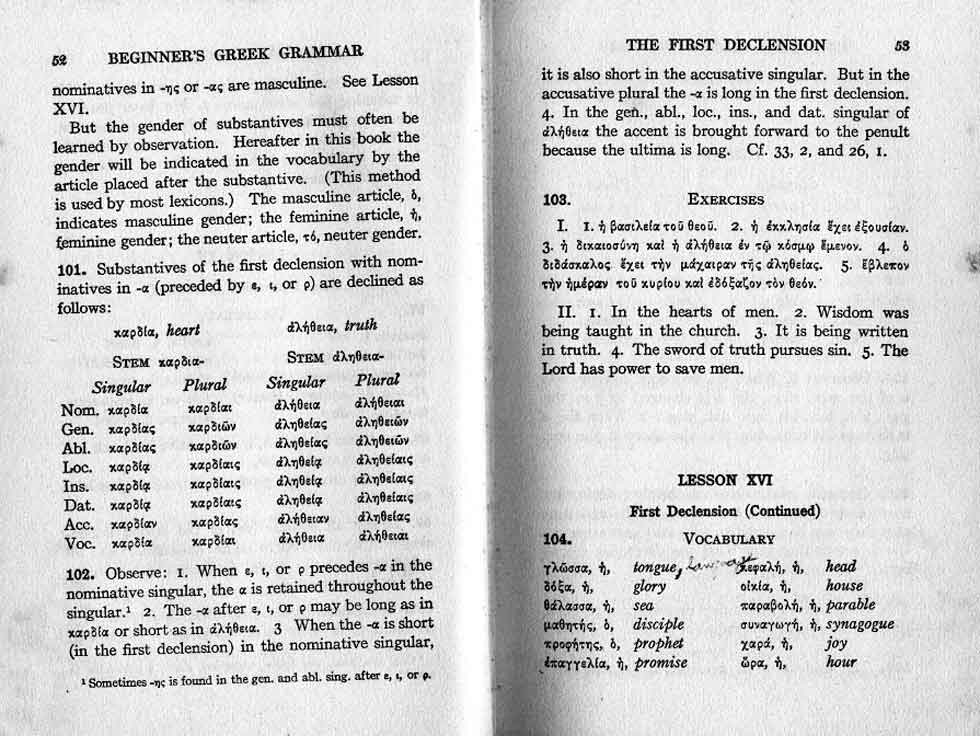 52 BEGINNER'S GREEK GRAMMAR
nominatives in -ης or -ας are masculine. See Lesson
XVI.
But the gender of substantives must often be
learned by observation. Hereafter in this book the
gender will be indicated in the vocabulary by the
article placed after the substantive. (This method
is used by most lexicons.) The masculine article, ὁ,
indicates masculine gender; the feminine article, ἡ,
feminine gender; the neuter article, τό, neuter gender.
101. Substantives of the first declension with nom-
inatives in -α (preceded by ε, ι, or ρ) are declined as
follows:
καρδία, heart ἀλήθεια, truth
STEM καρδια- STEM ἀληθεια-
Singular Plural Singular Plural
Nom. καρδία καρδίαι ἀλήθεια ἀλήθειαι
Gen. καρδίας καρδιῶν ἀληθείας ἀληθειῶν
Abl. καρδίας καρδιῶν ἀληθείας ἀληθειῶν
Loc. καρδίᾳ καρδίαις ἀληθείᾳ ἀληθείαις
Ins. καρδίᾳ καρδίαις ἀληθείᾳ ἀληθείαις
Dat. καρδίᾳ καρδίαις ἀληθείᾳ ἀληθείαις
Acc. καρδίαν καρδίας ἀλήθειαν ἀληθείας
Voc. καρδία καρδίαι ἀλήθεια ἀλήθειαι
102. Observe: 1. When ε, ι, or ρ precedes -α in the
nominative singular, the α is retained throughout the
singular.¹ 2. The -α after ε, ι, or ρ may be long as in
καρδία or short as in ἀλήθεια. 3 When the -α is short
(in the first declension) in the nominative singular,
¹ Sometimes -ης is found in the gen. and abl. sing. after ε, ι, or ρ.
THE FIRST DECLENSION 53
it is also short in the accusative singular. But in the
accusative plural the -α is long in the first declension.
4. In the gen., abl., loc., ins., and dat. singular of
ἀλήθεια the accent is brought forward to the penult
because the ultima is long. Cf. 33, 2, and 26, 1.
103. EXERCISES
I. 1. ἡ βασιλεία τοῦ θεοῦ. 2. ἡ ἐκκλησία ἔχει ἐξουσίαν.
3. ἡ δικαιοσύνη καὶ ἡ ἀλήθεια ἐν τῷ κόσμῳ ἔμενον. 4. ὁ
διδάσκαλος ἔχει τὴν μάχαιραν τῆς ἀληθείας. 5. ἔβλεπον
τὴν ἡμέραν τοῦ κυρίου καὶ ἐδόξαζον τὸν θεόν.
II. 1. In the hearts of men. 2. Wisdom was
being taught in the church. 3. It is being written
in truth. 4. The sword of truth pursues sin. 5. The
Lord has power to save men.
LESSON XVI
First Declension (Continued)
104. VOCABULARY
γλῶσσα, ἡ, tongue, language κεφαλή, ἡ, head
δόξα, ἡ, glory οἰκία, ἡ, house
θάλασσα, ἡ, sea παραβολή, ἡ, parable
μαθητής, ὁ, disciple συναγωγή, ἡ, synagogue
προφήτης, ὁ, prophet χαρά, ἡ, joy
ἐπαγγελία, ἡ, promise ὥρα, ἡ, hour